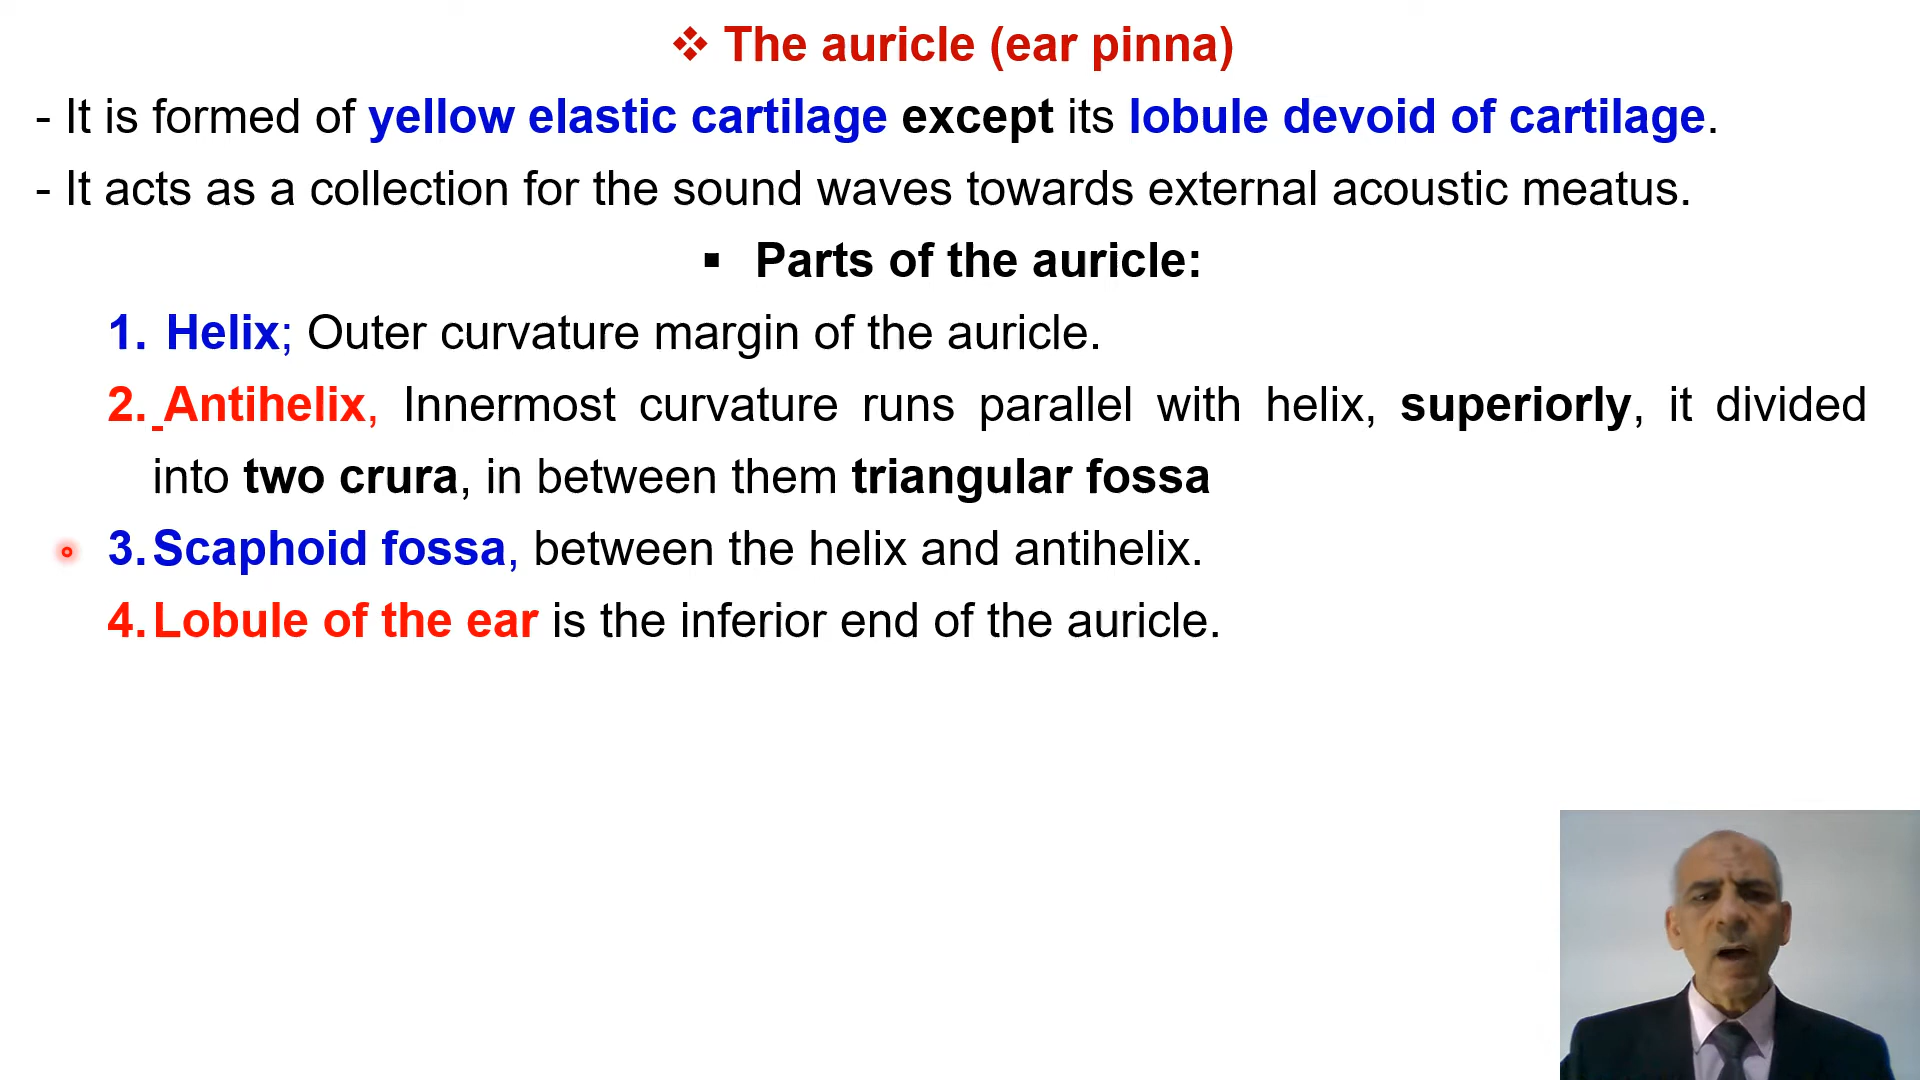 ❖ The auricle (ear pinna)
- It is formed of yellow elastic cartilage except its lobule devoid of cartilage.
- It acts as a collection for the sound waves towards external acoustic meatus.
▪ Parts of the auricle:
1. Helix; Outer curvature margin of the auricle.
2. Antihelix, Innermost curvature runs parallel with helix, superiorly, it divided
into two crura, in between them triangular fossa
3. Scaphoid fossa, between the helix and antihelix.
4. Lobule of the ear is the inferior end of the auricle.